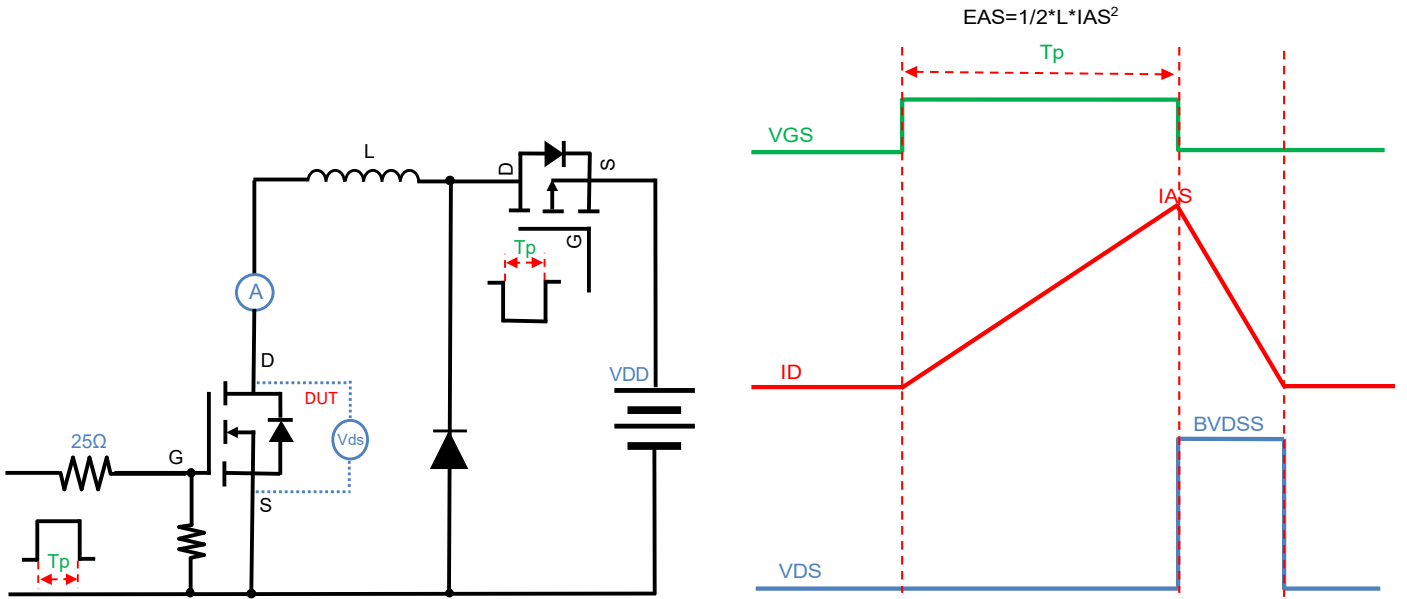 EAS=1/2*L*IAS²
Tp
VGS
L
D
S
G
Tp
IAS
A
D
VDD
DUT
ID
Vds
BVDSS
25Ω
G
S
Tp
VDS